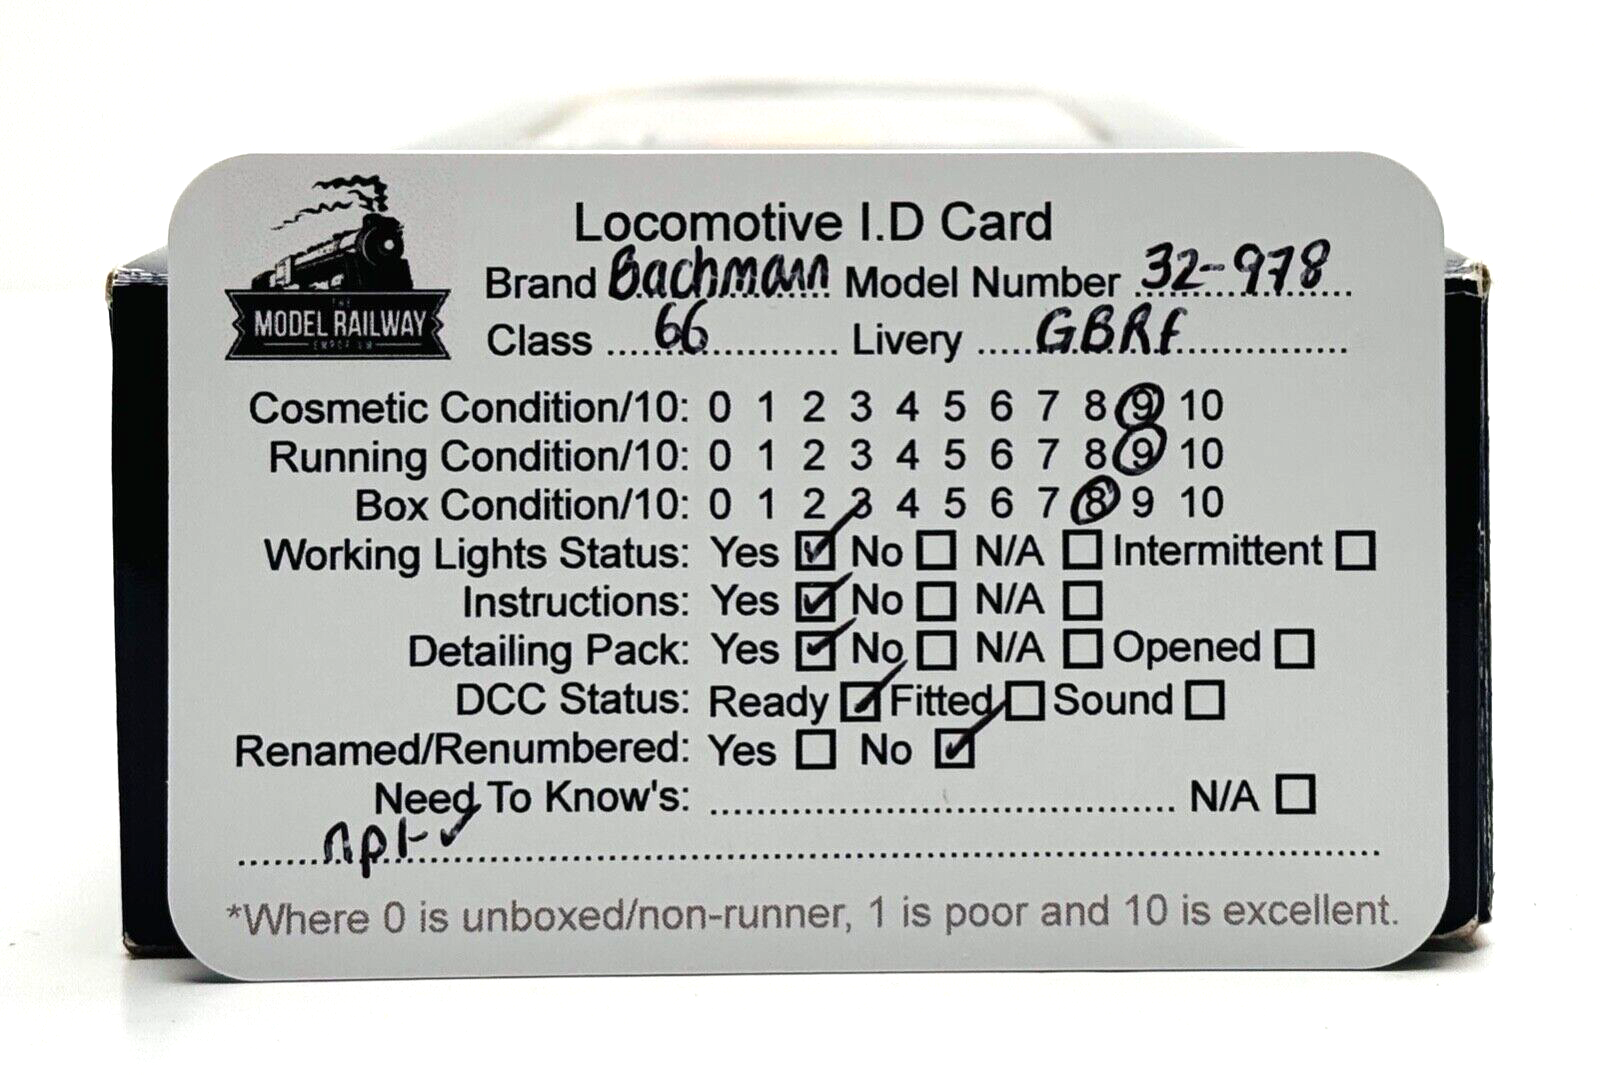 THE
MODEL RAILWAY
EMPORIUM
Locomotive I.D Card
Brand Bachmann Model Number 32-978
Class 66 Livery GBRf
Cosmetic Condition/10: 0 1 2 3 4 5 6 7 8 9 10
Running Condition/10: 0 1 2 3 4 5 6 7 8 9 10
Box Condition/10: 0 1 2 3 4 5 6 7 8 9 10
Working Lights Status: Yes ☑ No ☐ N/A ☐ Intermittent ☐
Instructions: Yes ☑ No ☐ N/A ☐
Detailing Pack: Yes ☑ No ☐ N/A ☐ Opened ☐
DCC Status: Ready ☑ Fitted ☐ Sound ☐
Renamed/Renumbered: Yes ☐ No ☑
Need To Know's: N/A ☐
*Where 0 is unboxed/non-runner, 1 is poor and 10 is excellent.